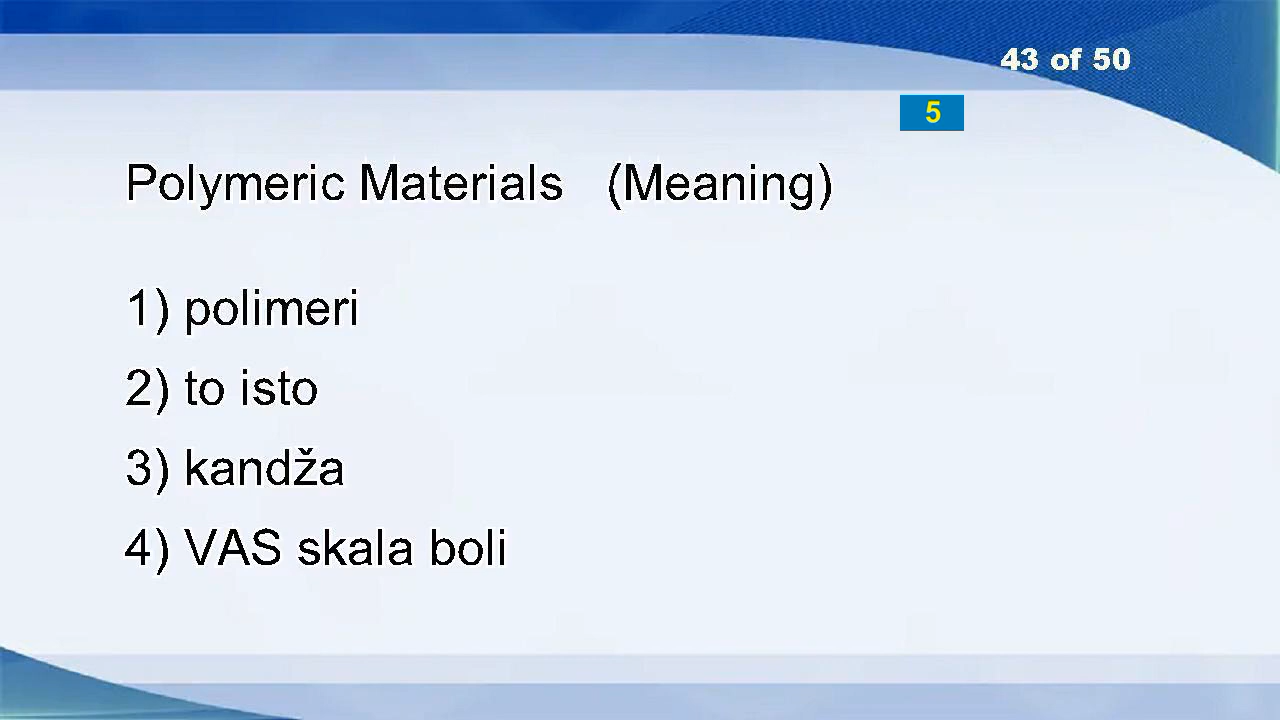 43 of 50
5
Polymeric Materials (Meaning)
1) polimeri
2) to isto
3) kandža
4) VAS skala boli